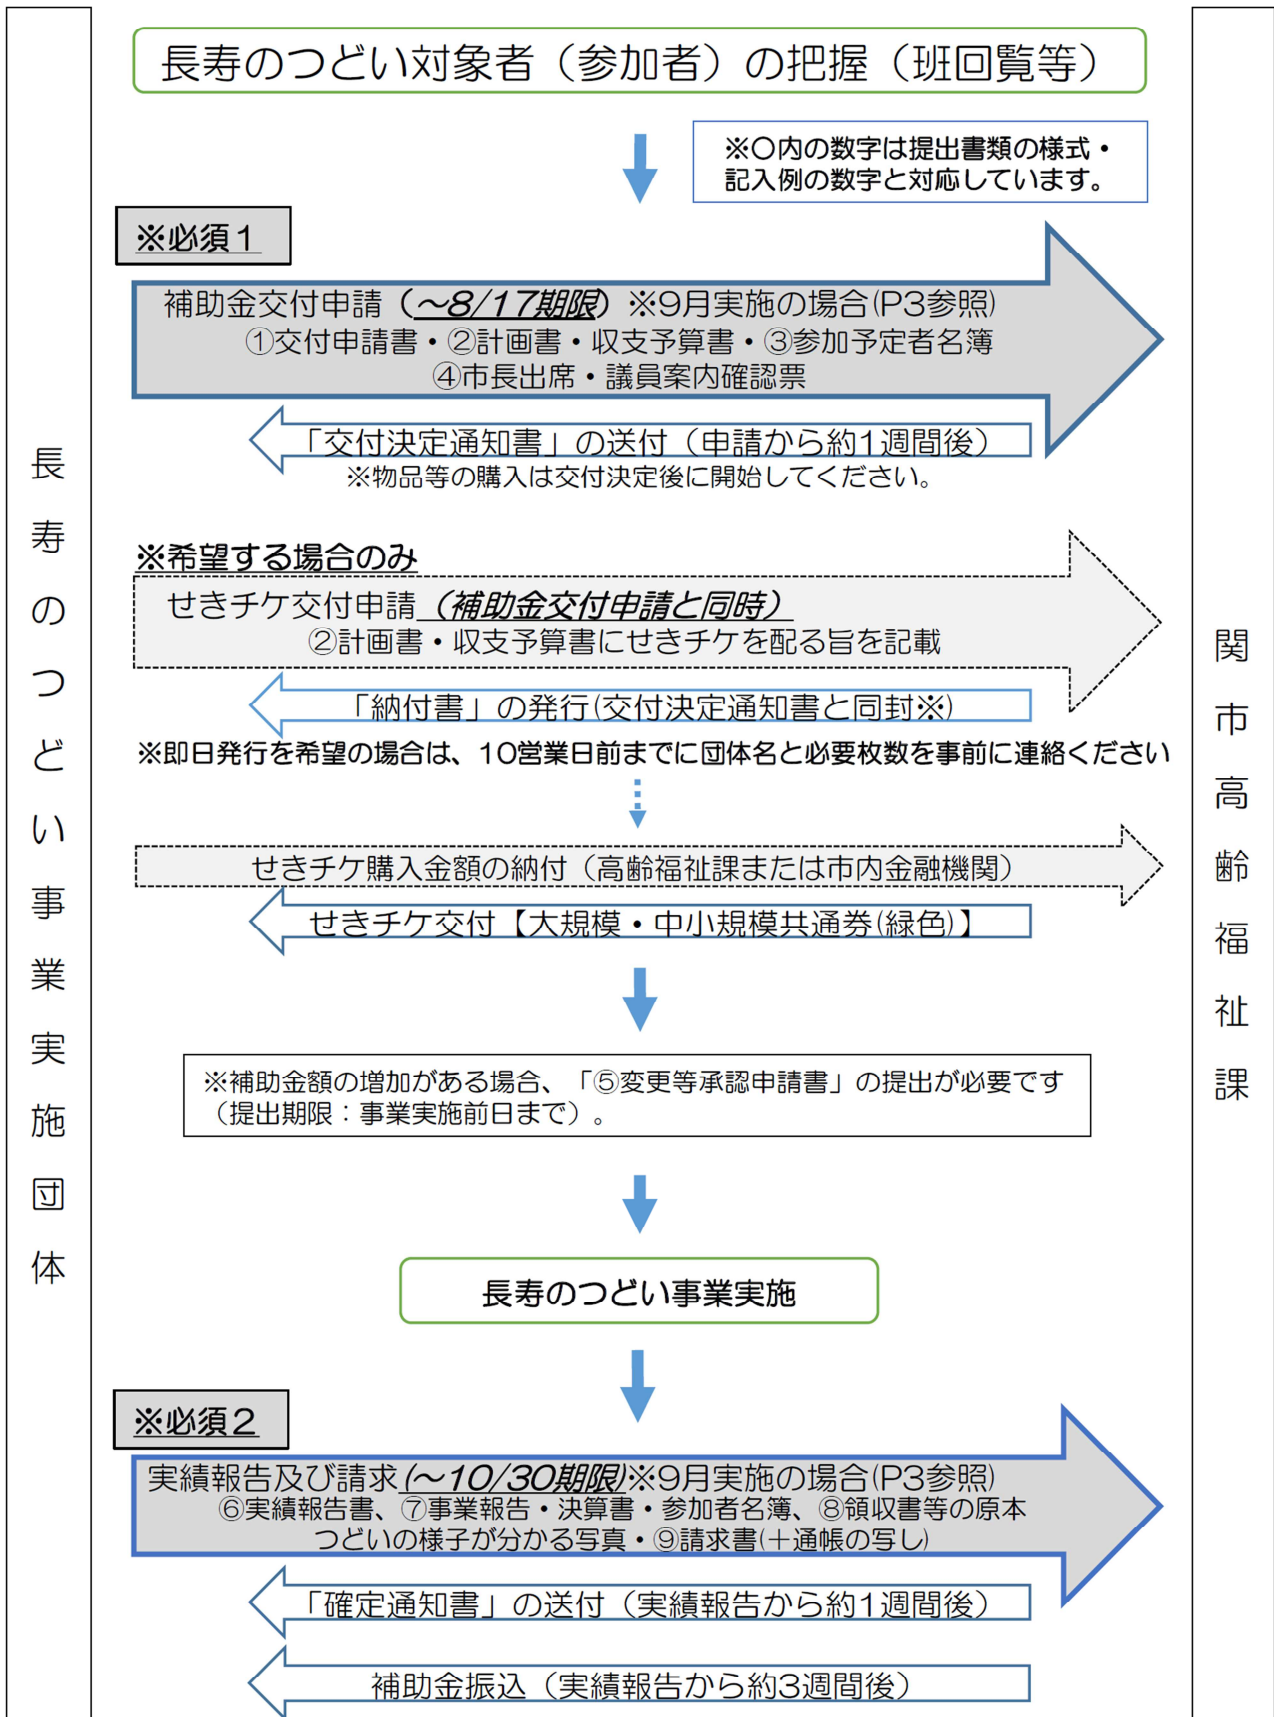 長寿のつどい対象者（参加者）の把握（班回覧等）
※〇内の数字は提出書類の様式・
記入例の数字と対応しています。
※必須１
補助金交付申請（～8/17期限）※9月実施の場合(P3参照)
①交付申請書・②計画書・収支予算書・③参加予定者名簿
④市長出席・議員案内確認票
「交付決定通知書」の送付（申請から約1週間後）
※物品等の購入は交付決定後に開始してください。
※希望する場合のみ
せきチケ交付申請（補助金交付申請と同時）
②計画書・収支予算書にせきチケを配る旨を記載
「納付書」の発行(交付決定通知書と同封※)
※即日発行を希望の場合は、10営業日前までに団体名と必要枚数を事前に連絡ください
せきチケ購入金額の納付（高齢福祉課または市内金融機関）
せきチケ交付【大規模・中小規模共通券(緑色)】
※補助金額の増加がある場合、「⑤変更等承認申請書」の提出が必要です
（提出期限：事業実施前日まで）。
長寿のつどい事業実施
※必須２
実績報告及び請求(～10/30期限)※9月実施の場合(P3参照)
⑥実績報告書、⑦事業報告・決算書・参加者名簿、⑧領収書等の原本
つどいの様子が分かる写真・⑨請求書(＋通帳の写し)
「確定通知書」の送付（実績報告から約1週間後）
補助金振込（実績報告から約3週間後）
長寿のつどい事業実施団体
関市高齢福祉課